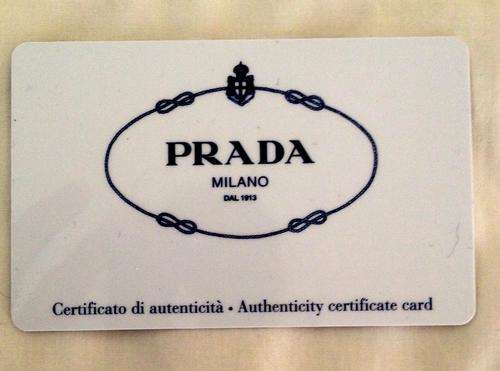 PRADA
MILANO
DAL 1913
Certificato di autenticità • Authenticity certificate card